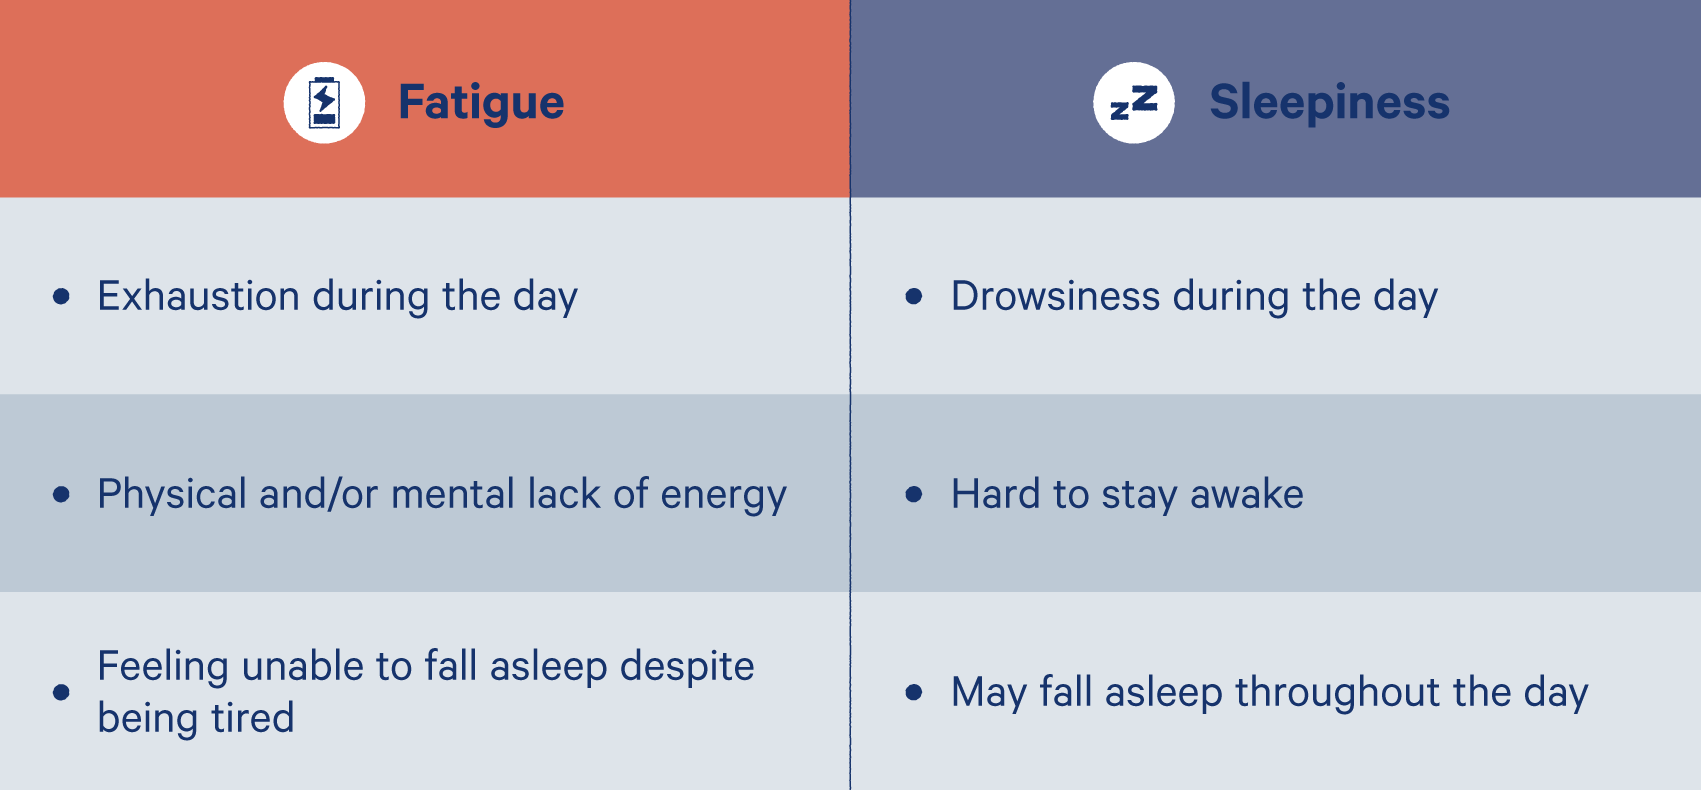 Fatigue
Sleepiness
• Exhaustion during the day
• Drowsiness during the day
• Physical and/or mental lack of energy
• Hard to stay awake
• Feeling unable to fall asleep despite
being tired
• May fall asleep throughout the day